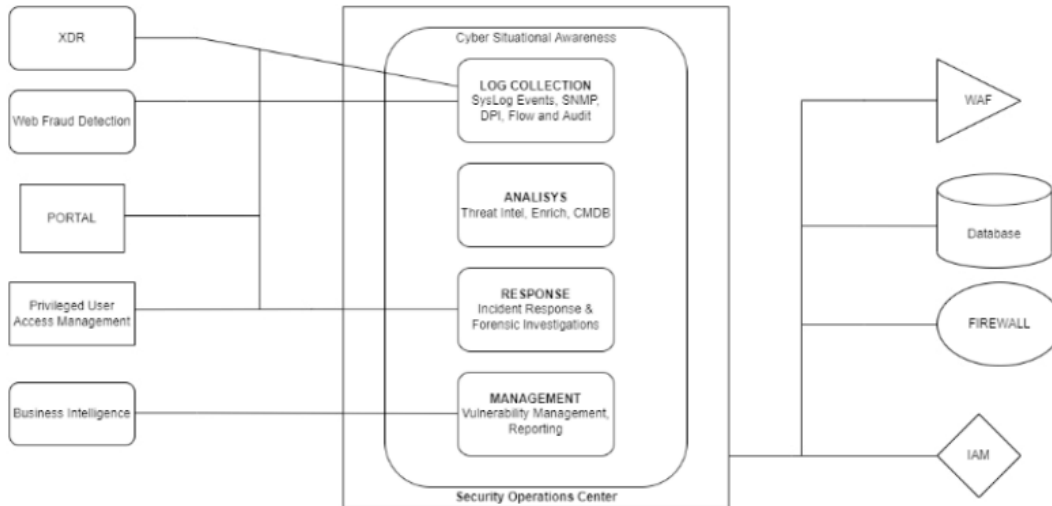 XDR
Web Fraud Detection
PORTAL
Privileged User
Access Management
Business Intelligence
Cyber Situational Awareness
LOG COLLECTION
SysLog Events, SNMP,
DPI, Flow and Audit
ANALISYS
Threat Intel, Enrich, CMDB
RESPONSE
Incident Response &
Forensic Investigations
MANAGEMENT
Vulnerability Management,
Reporting
Security Operations Center
WAF
Database
FIREWALL
IAM